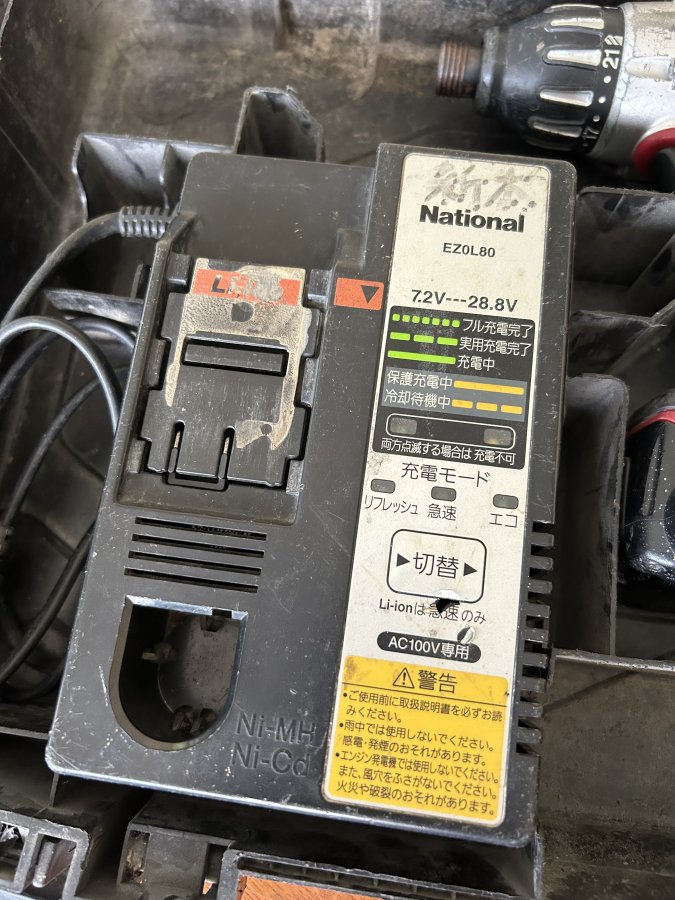 21
National
EZ0L80
7.2V---28.8V
Li-ion
フル充電完了
実用充電完了
充電中
保護充電中
冷却待機中
両方点滅する場合は充電不可
充電モード
リフレッシュ 急速 エコ
切替
Li-ionは急速のみ
AC100V専用
警告
•ご使用前に取扱説明書を必ずお読
みください。
•雨中では使用しないでください。
感電・発煙のおそれがあります。
•エンジン発電機では使用しないでください。
また、風穴をふさがないでください。
火災や破裂のおそれがあります。
Ni-MH
Ni-Cd